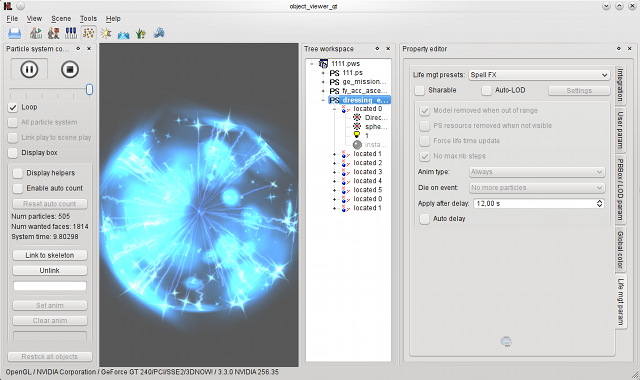 object_viewer_qt
File View Scene Tools Help
Particle system co...
Loop
All particle system
Link play to scene play
Display box
Display helpers
Enable auto count
Reset auto count
Num particles: 505
Num wanted faces: 1814
System time: 9.80298
Link to skeleton
Unlink
Set anim
Clear anim
Restick all objects
Tree workspace
1111.pws
PS 111.ps
PS ge_mission...
PS fy_acc_asce...
PS dressing_e...
located 0
Direc...
sphe...
1
insta...
located 1
located 2
located 3
located 4
located 5
located 0
located 1
Property editor
Life mgt presets: Spell FX
Sharable Auto-LOD Settings
Model removed when out of range
PS resource removed when not visible
Force life time update
No max nb steps
Anim type: Always
Die on event: No more particles
Apply after delay: 12,00 s
Auto delay
Integration
User param
PBBox / LOD param
Global color
Life mgt param
OpenGL / NVIDIA Corporation / GeForce GT 240/PCI/SSE2/3DNOW! / 3.3.0 NVIDIA 256.35